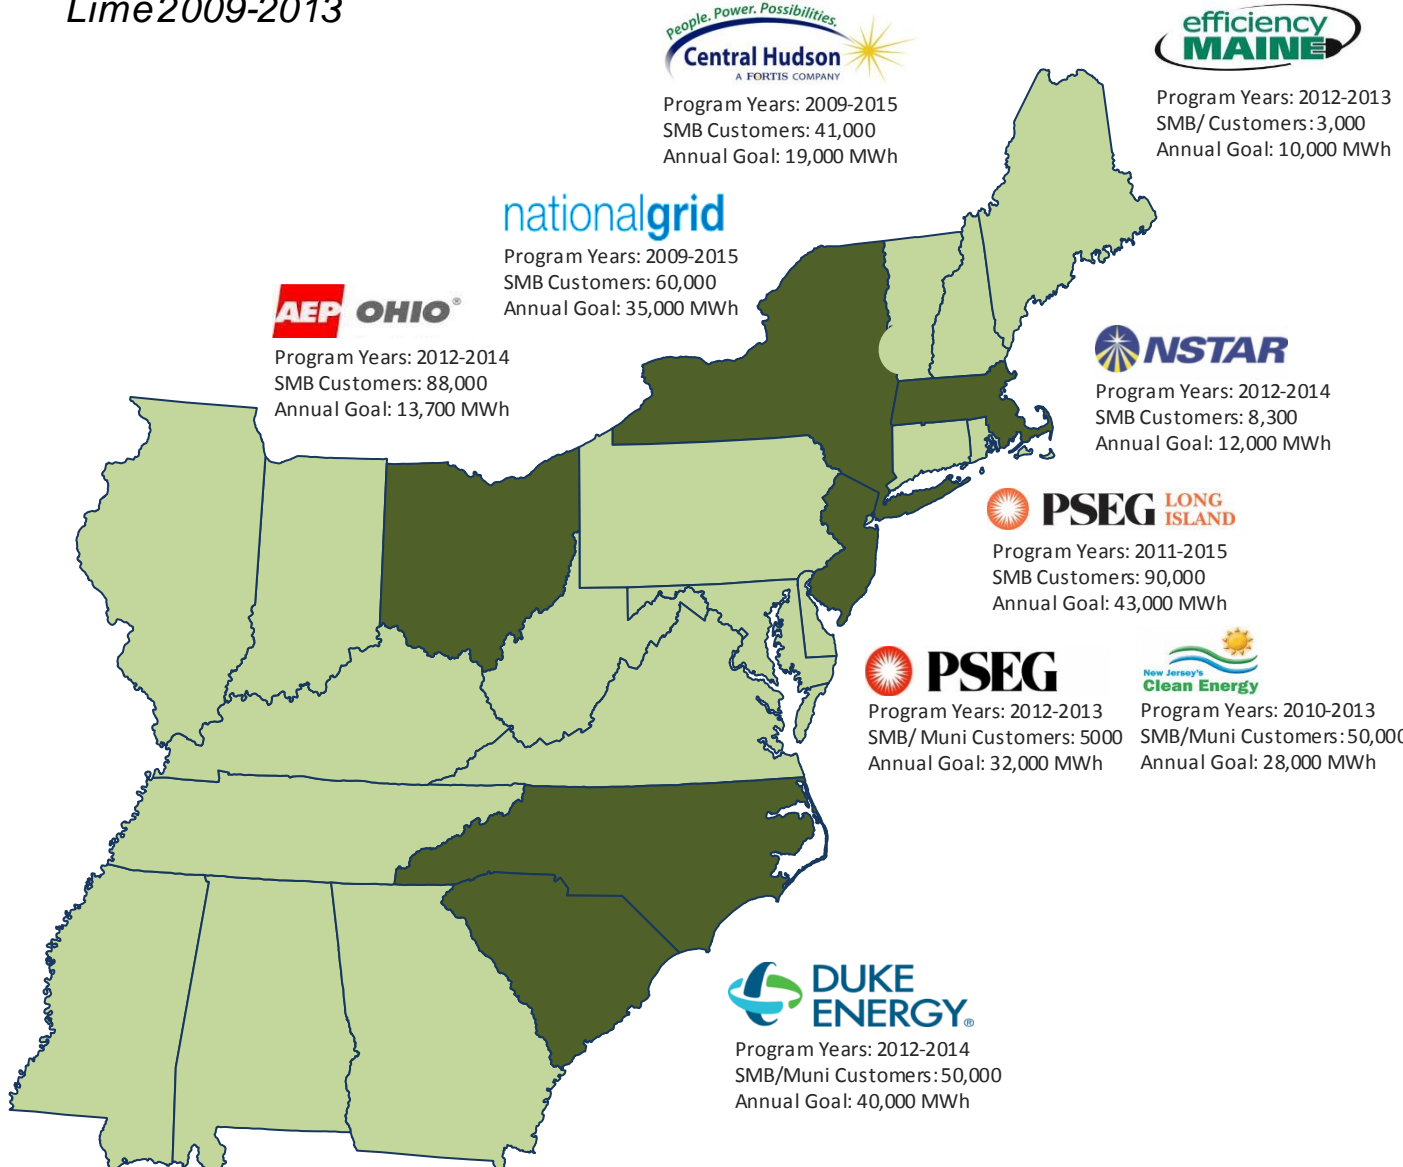 Lime 2009-2013
People. Power. Possibilities.
Central Hudson
A FORTIS COMPANY
Program Years: 2009-2015
SMB Customers: 41,000
Annual Goal: 19,000 MWh
efficiency
MAINE
Program Years: 2012-2013
SMB/ Customers: 3,000
Annual Goal: 10,000 MWh
nationalgrid
Program Years: 2009-2015
SMB Customers: 60,000
Annual Goal: 35,000 MWh
AEP OHIO®
Program Years: 2012-2014
SMB Customers: 88,000
Annual Goal: 13,700 MWh
NSTAR
Program Years: 2012-2014
SMB Customers: 8,300
Annual Goal: 12,000 MWh
PSEG LONG
ISLAND
Program Years: 2011-2015
SMB Customers: 90,000
Annual Goal: 43,000 MWh
PSEG
Program Years: 2012-2013
SMB/ Muni Customers: 5000
Annual Goal: 32,000 MWh
New Jersey's
Clean Energy
Program Years: 2010-2013
SMB/Muni Customers: 50,000
Annual Goal: 28,000 MWh
DUKE
ENERGY®
Program Years: 2012-2014
SMB/Muni Customers: 50,000
Annual Goal: 40,000 MWh